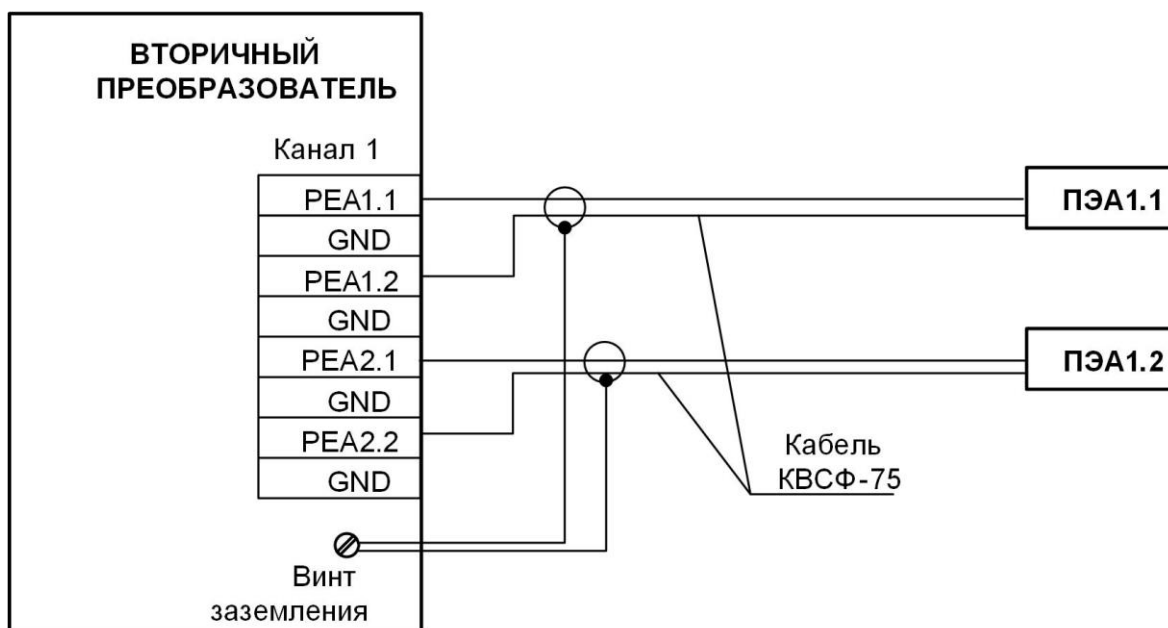 ВТОРИЧНЫЙ
ПРЕОБРАЗОВАТЕЛЬ
Канал 1
PEA1.1
GND
PEA1.2
GND
PEA2.1
GND
PEA2.2
GND
Винт
заземления
ПЭА1.1
ПЭА1.2
Кабель
КВСФ-75